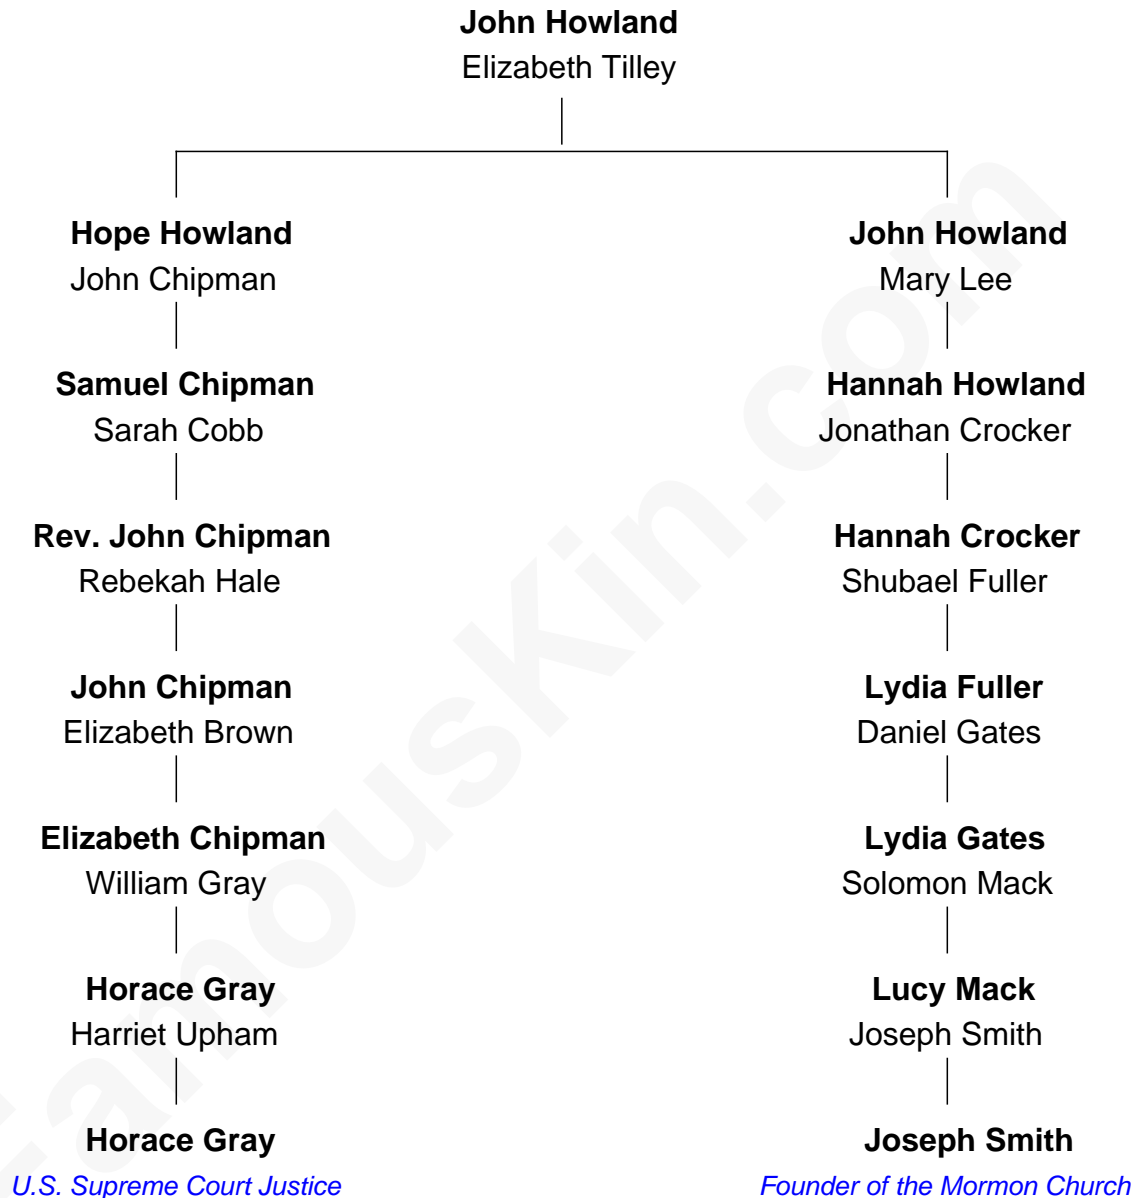 John Howland
Elizabeth Tilley
Hope Howland
John Chipman
Samuel Chipman
Sarah Cobb
Rev. John Chipman
Rebekah Hale
John Chipman
Elizabeth Brown
Elizabeth Chipman
William Gray
Horace Gray
Harriet Upham
Horace Gray
U.S. Supreme Court Justice
John Howland
Mary Lee
Hannah Howland
Jonathan Crocker
Hannah Crocker
Shubael Fuller
Lydia Fuller
Daniel Gates
Lydia Gates
Solomon Mack
Lucy Mack
Joseph Smith
Joseph Smith
Founder of the Mormon Church
FamousKin.com